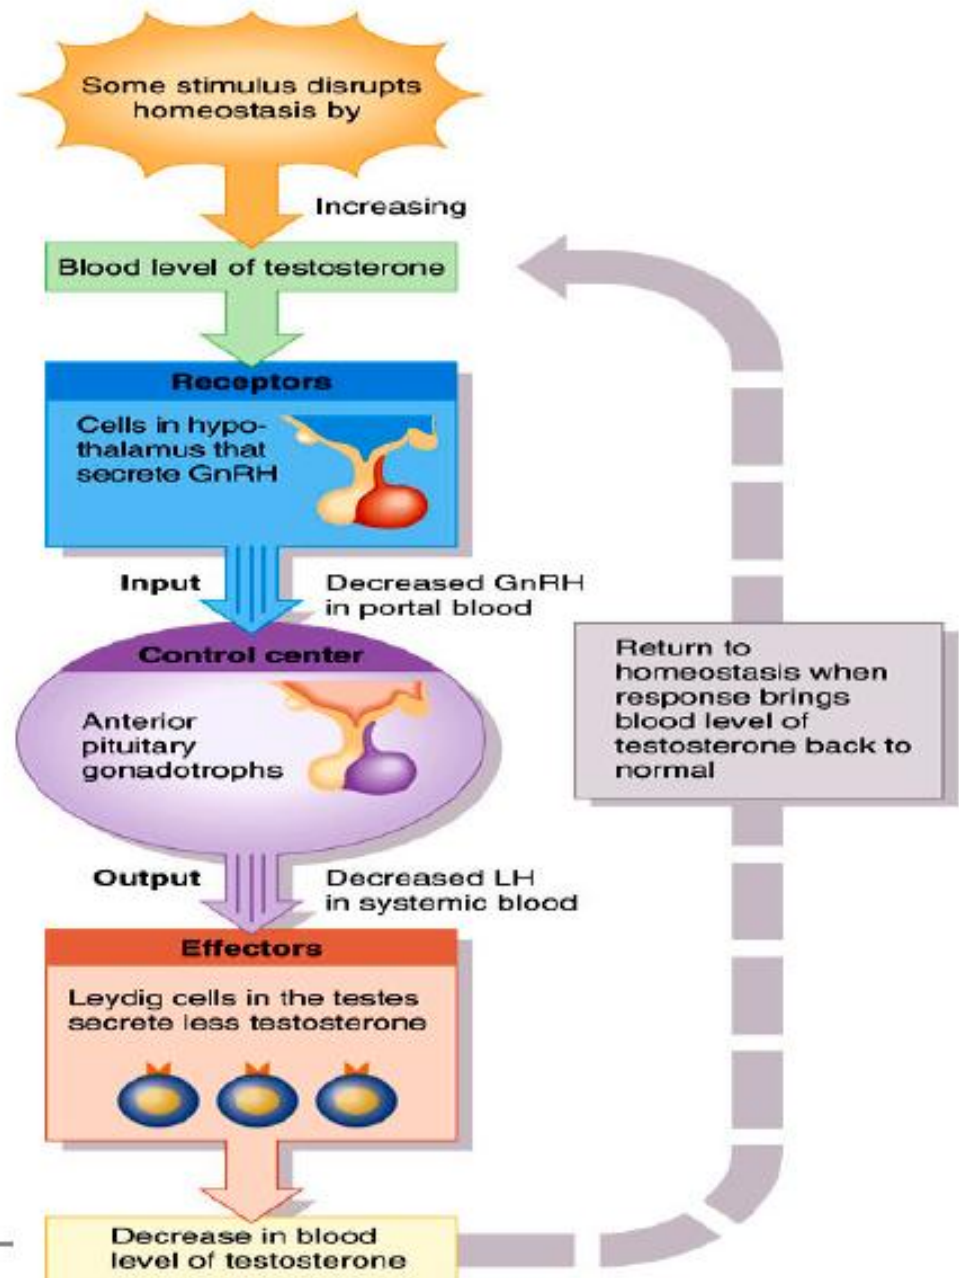 Some stimulus disrupts
homeostasis by
Increasing
Blood level of testosterone
Receptors
Cells in hypo-
thalamus that
secrete GnRH
Input
Decreased GnRH
in portal blood
Control center
Anterior
pituitary
gonadotrophs
Return to
homeostasis when
response brings
blood level of
testosterone back to
normal
Output
Decreased LH
in systemic blood
Effectors
Leydig cells in the testes
secrete less testosterone
Decrease in blood
level of testosterone